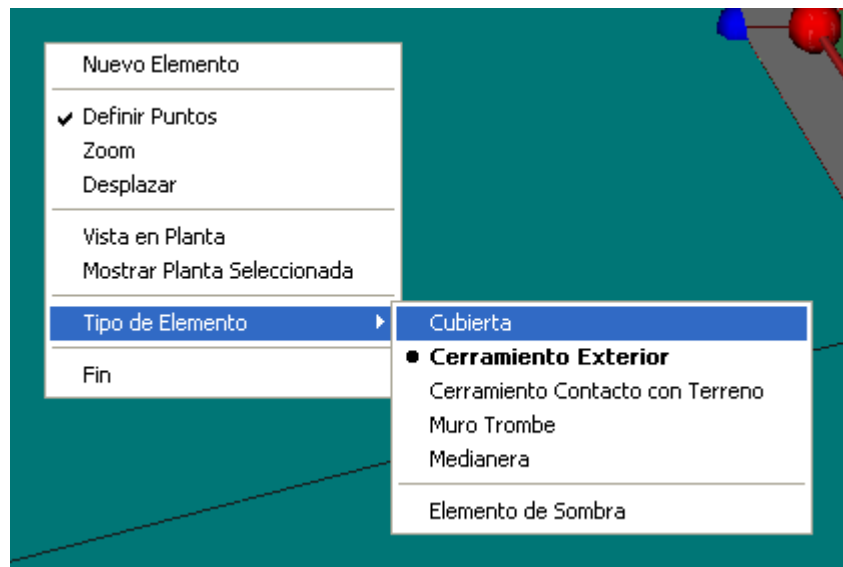 Nuevo Elemento
Definir Puntos
Zoom
Desplazar
Vista en Planta
Mostrar Planta Seleccionada
Tipo de Elemento
Fin
Cubierta
Cerramiento Exterior
Cerramiento Contacto con Terreno
Muro Trombe
Medianera
Elemento de Sombra